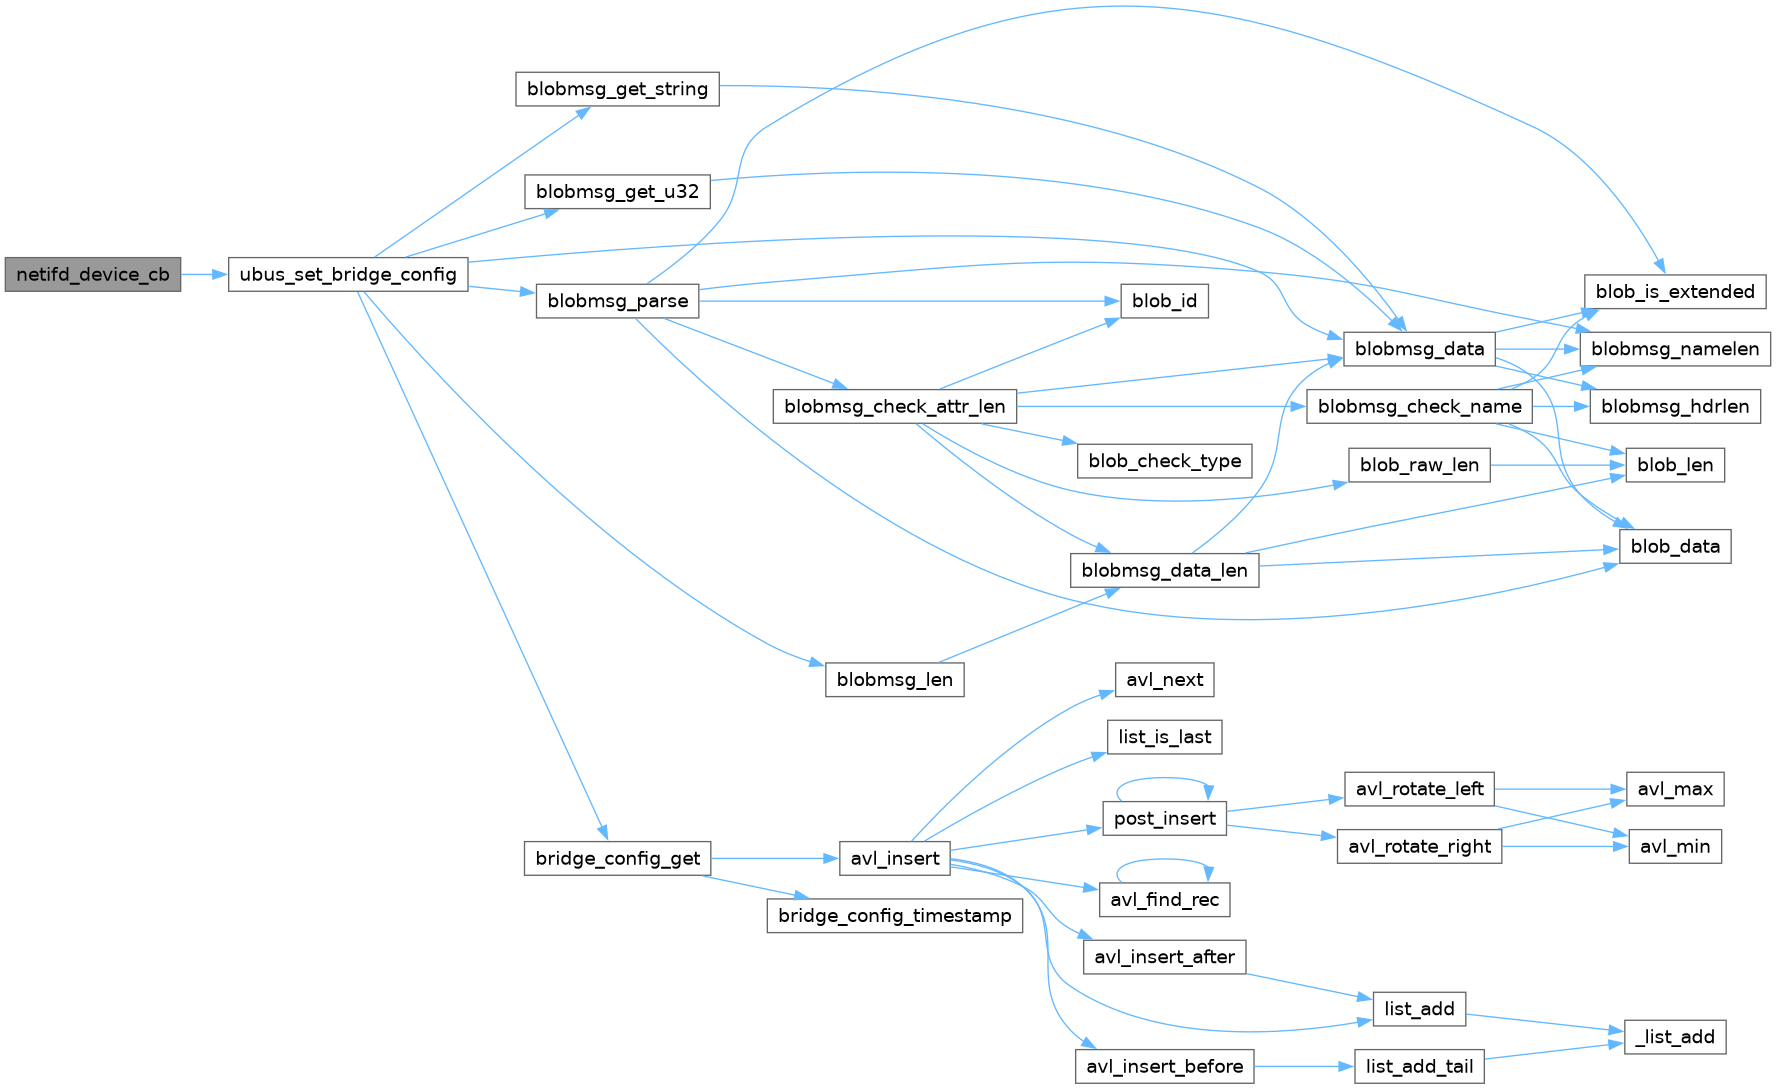 netifd_device_cb
ubus_set_bridge_config
blobmsg_get_string
blobmsg_get_u32
blobmsg_parse
blobmsg_len
bridge_config_get
blobmsg_check_attr_len
avl_insert
bridge_config_timestamp
blob_id
blob_check_type
blobmsg_data_len
avl_next
list_is_last
post_insert
avl_find_rec
avl_insert_after
avl_insert_before
blobmsg_data
blobmsg_check_name
blob_raw_len
avl_rotate_left
avl_rotate_right
list_add
list_add_tail
blob_is_extended
blobmsg_namelen
blobmsg_hdrlen
blob_len
blob_data
avl_max
avl_min
_list_add